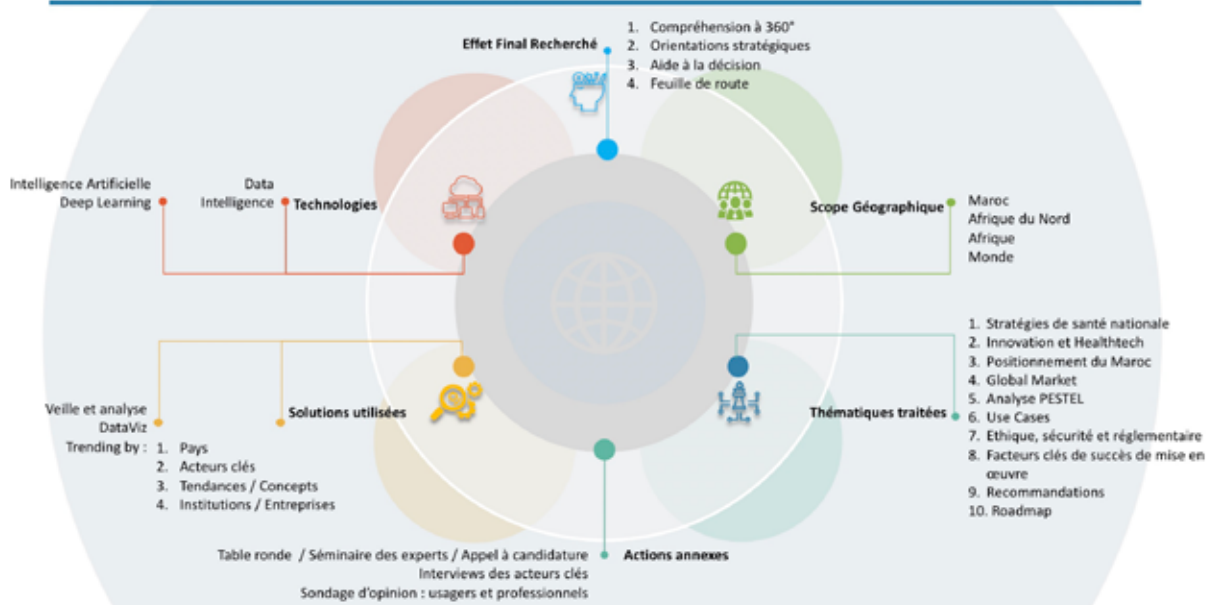 Effet Final Recherché
1. Compréhension à 360°
2. Orientations stratégiques
3. Aide à la décision
4. Feuille de route
Intelligence Artificielle
Deep Learning
Data
Intelligence
Technologies
Scope Géographique
Maroc
Afrique du Nord
Afrique
Monde
Veille et analyse
DataViz
Trending by :
1. Pays
2. Acteurs clés
3. Tendances / Concepts
4. Institutions / Entreprises
Solutions utilisées
Thématiques traitées
1. Stratégies de santé nationale
2. Innovation et Healthtech
3. Positionnement du Maroc
4. Global Market
5. Analyse PESTEL
6. Use Cases
7. Ethique, sécurité et réglementaire
8. Facteurs clés de succès de mise en
œuvre
9. Recommandations
10. Roadmap
Table ronde / Séminaire des experts / Appel à candidature
Interviews des acteurs clés
Sondage d'opinion : usagers et professionnels
Actions annexes